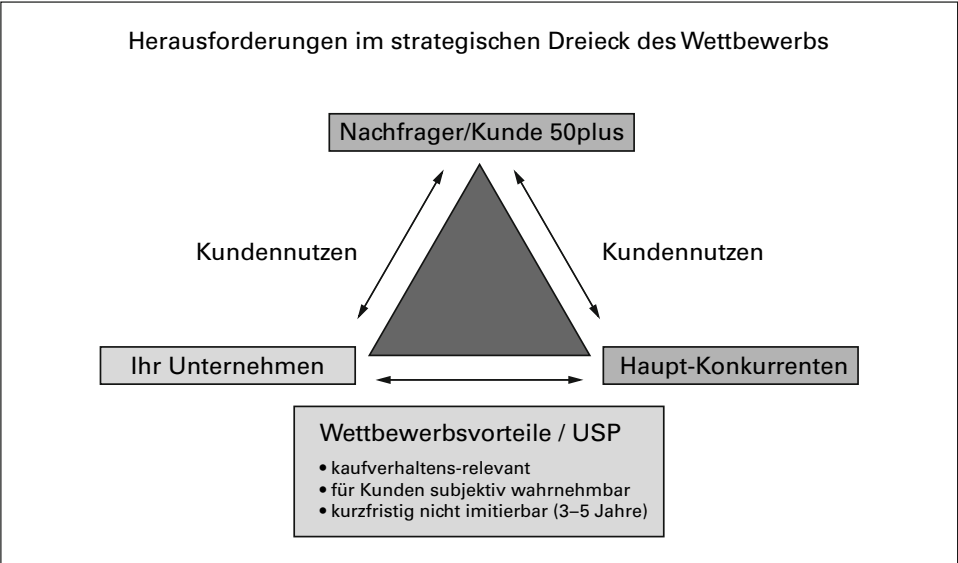 Herausforderungen im strategischen Dreieck des Wettbewerbs
Nachfrager/Kunde 50plus
Kundennutzen
Kundennutzen
Ihr Unternehmen
Haupt-Konkurrenten
Wettbewerbsvorteile / USP
• kaufverhaltens-relevant
• für Kunden subjektiv wahrnehmbar
• kurzfristig nicht imitierbar (3–5 Jahre)